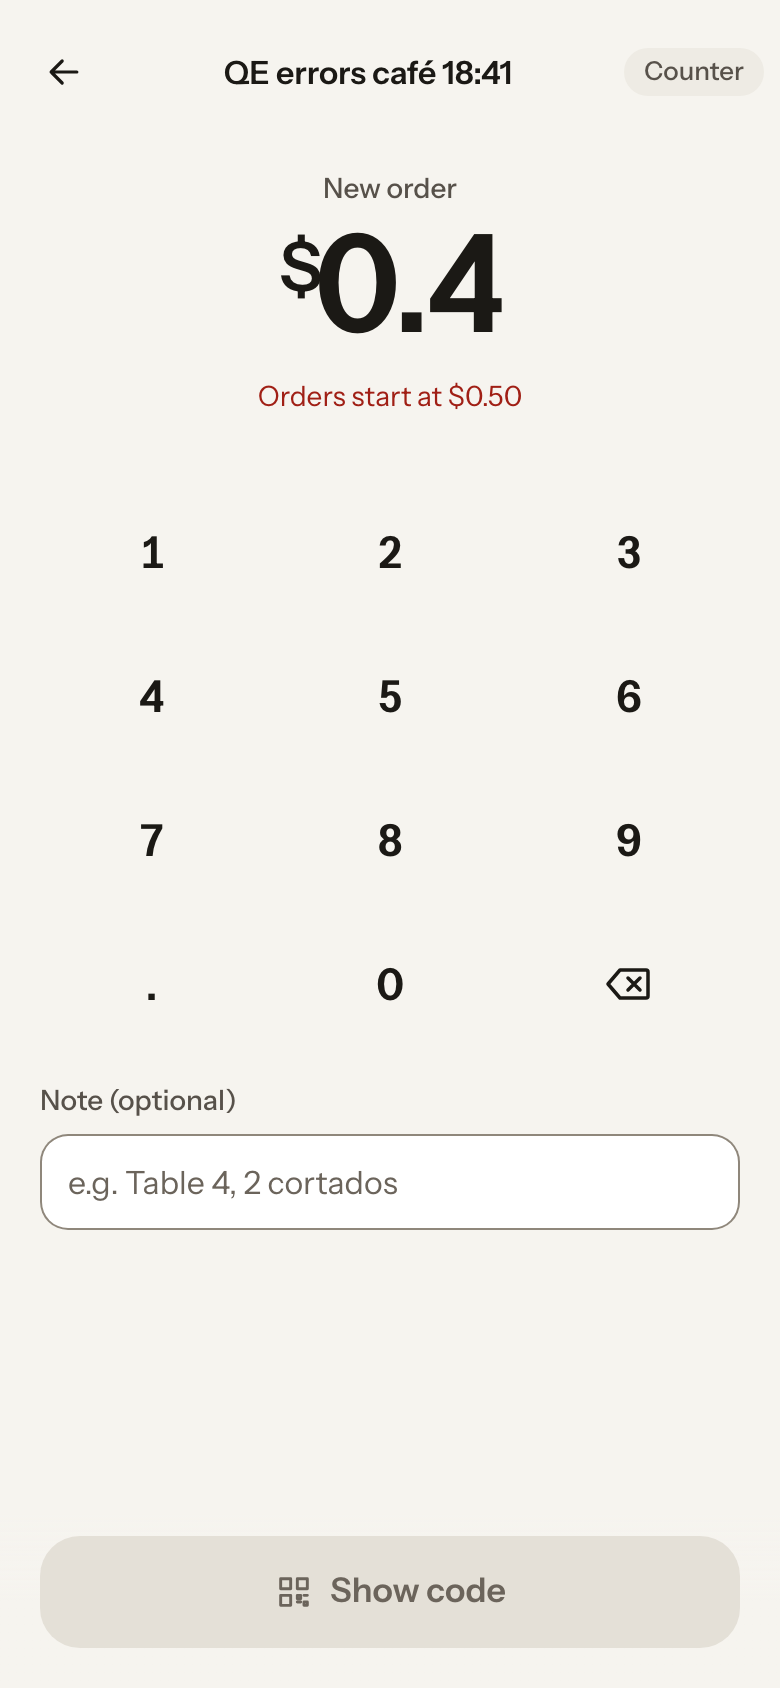 QE errors café 18:41
Counter
New order
$0.4
Orders start at $0.50
1 2 3
4 5 6
7 8 9
. 0
Note (optional)
e.g. Table 4, 2 cortados
Show code